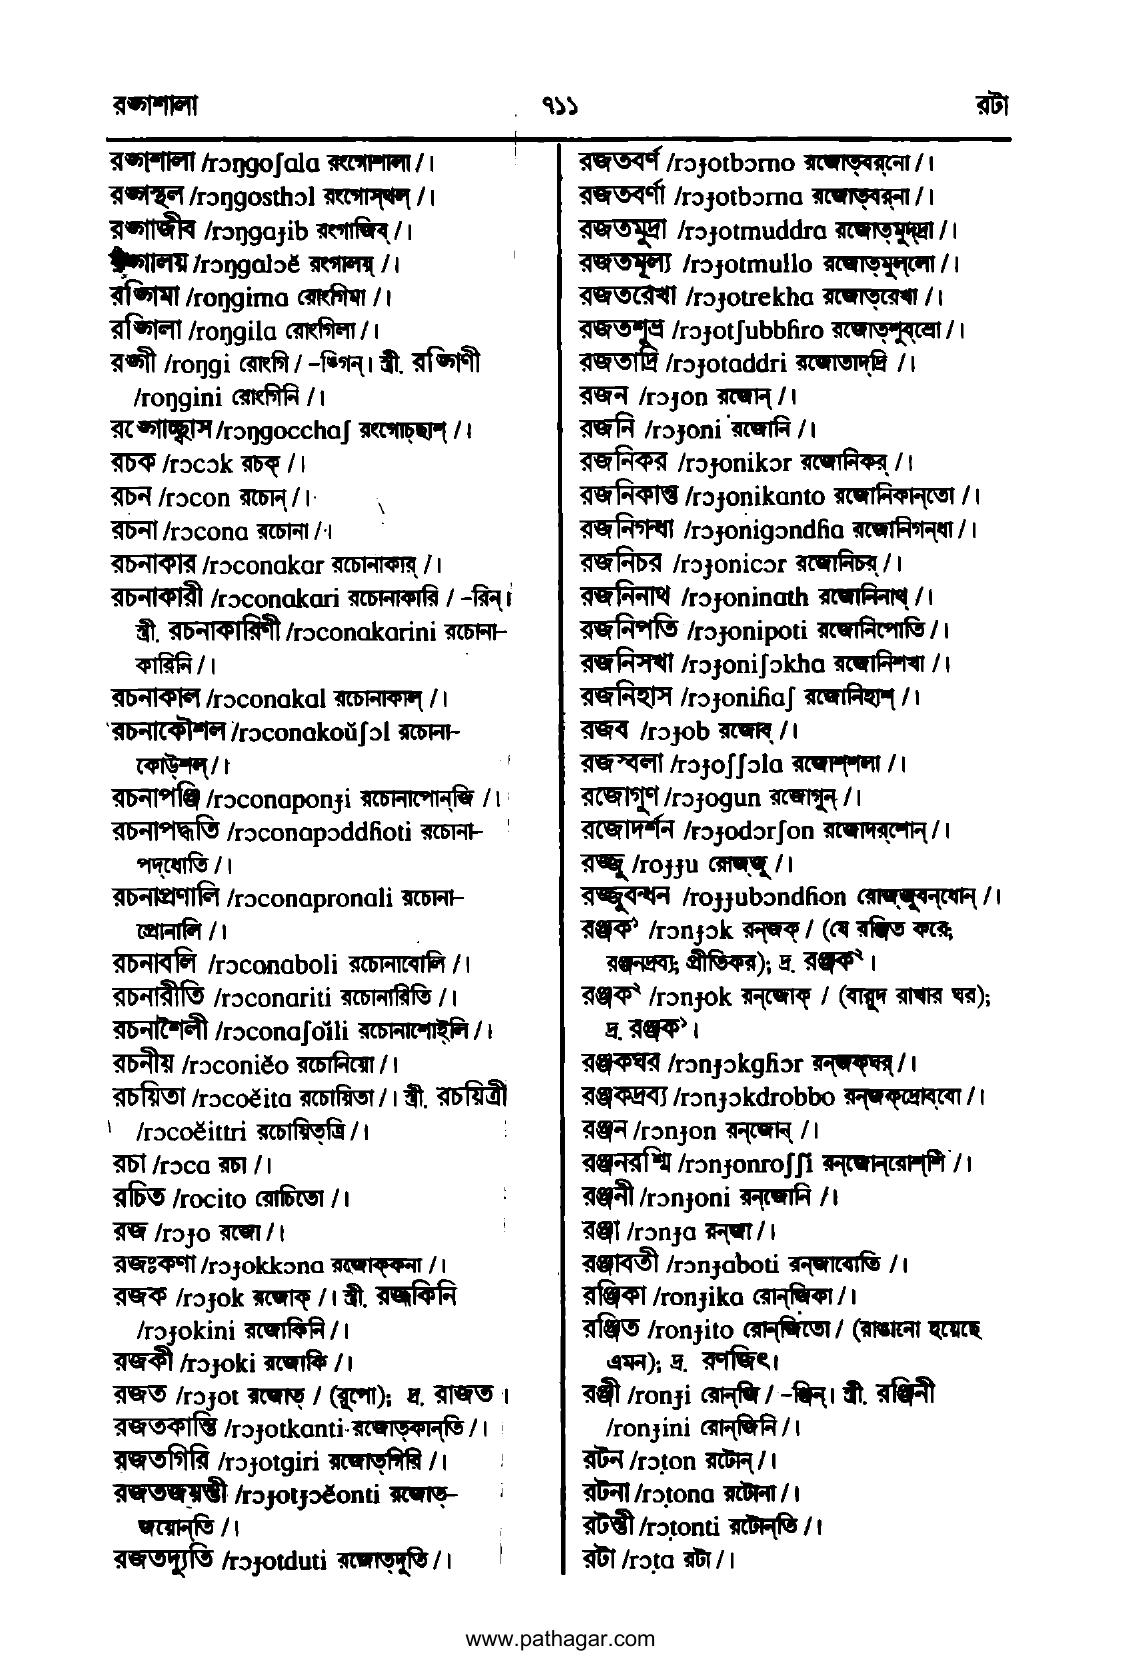 রঙ্গশালা ৭১১ রটা
রঙ্গশালা /rɔŋgoʃala রংগোশালা / ।
রঙ্গস্থল /rɔŋgosthɔl রংগোস্‌থল্ / ।
রঙ্গাজীব /rɔŋgaɟib রংগাজিব্ / ।
রঙ্গালয় /rɔŋgalɔĕ রংগালয়্ / ।
রঙ্গিমা /roŋgima রোংগিমা / ।
রঙ্গিলা /roŋgila রোংগিলা / ।
রঙ্গী /roŋgi রোংগি / -ঙ্গিন্। স্ত্রী. রঙ্গিণী
/roŋgini রোংগিনি / ।
রঙ্গোচ্ছ্বাস /rɔŋgocchaʃ রংগোচ্‌ছাশ্ / ।
রচক /rɔcɔk রচক্ / ।
রচন /rɔcon রচোন্ / ।
রচনা /rɔcona রচোনা / ।
রচনাকার /rɔconakar রচোনাকার্ / ।
রচনাকারী /rɔconakari রচোনাকারি / -রিন্।
স্ত্রী. রচনাকারিণী /rɔconakarini রচোনা-
কারিনি / ।
রচনাকাল /rɔconakal রচোনাকাল্ / ।
রচনাকৌশল /rɔconakoŭʃɔl রচোনা-
কোউ্‌শল্ / ।
রচনাপঞ্জি /rɔconaponɟi রচোনাপোন্‌জি / ।
রচনাপদ্ধতি /rɔconapɔddɦoti রচোনা-
পদ্‌ধোতি / ।
রচনাপ্রণালি /rɔconapronali রচোনা-
প্রোনালি / ।
রচনাবলি /rɔconaboli রচোনাবোলি / ।
রচনারীতি /rɔconariti রচোনারিতি / ।
রচনাশৈলী /rɔconaʃoĭli রচোনাশোই্‌লি / ।
রচনীয় /rɔconiĕo রচোনিয়ো / ।
রচয়িতা /rɔcoĕita রচোয়িতা / । স্ত্রী. রচয়িত্রী
/rɔcoĕittri রচোয়িত্‌ত্রি / ।
রচা /rɔca রচা / ।
রচিত /rocito রোচিতো / ।
রজ /rɔɟo রজো / ।
রজঃকণা /rɔɟokkɔna রজোক্‌কনা / ।
রজক /rɔɟok রজোক্ / । স্ত্রী. রজকিনি
/rɔɟokini রজোকিনি / ।
রজকী /rɔɟoki রজোকি / ।
রজত /rɔɟot রজোত্ / (রূপো); দ্র. রাজত ।
রজতকান্তি /rɔɟotkanti রজোত্‌কান্‌তি / ।
রজতগিরি /rɔɟotgiri রজোত্‌গিরি / ।
রজতজয়ন্তী /rɔɟotɟɔĕonti রজোত্-
জয়োন্‌তি / ।
রজতদ্যুতি /rɔɟotduti রজোত্‌দুতি / ।
রজতবর্ণ /rɔɟotbɔrno রজোত্‌বর্‌নো / ।
রজতবর্ণা /rɔɟotbɔrna রজোত্‌বর্‌না / ।
রজতমুদ্রা /rɔɟotmuddra রজোত্‌মুদ্‌দ্রা / ।
রজতমূল্য /rɔɟotmullo রজোত্‌মুল্‌লো / ।
রজতরেখা /rɔɟotrekha রজোত্‌রেখা / ।
রজতশুভ্র /rɔɟotʃubbɦro রজোত্‌শুব্‌ভ্রো / ।
রজতাদ্রি /rɔɟotaddri রজোতাদ্‌দ্রি / ।
রজন /rɔɟon রজোন্ / ।
রজনি /rɔɟoni রজোনি / ।
রজনিকর /rɔɟonikɔr রজোনিকর্ / ।
রজনিকান্ত /rɔɟonikanto রজোনিকান্‌তো / ।
রজনিগন্ধা /rɔɟonigɔndɦa রজোনিগন্‌ধা / ।
রজনিচর /rɔɟonicɔr রজোনিচর্ / ।
রজনিনাথ /rɔɟoninath রজোনিনাথ্ / ।
রজনিপতি /rɔɟonipoti রজোনিপোতি / ।
রজনিসখা /rɔɟoniʃɔkha রজোনিশখা / ।
রজনিহাস /rɔɟoniɦaʃ রজোনিহাশ্ / ।
রজব /rɔɟob রজোব্ / ।
রজস্বলা /rɔɟoʃʃɔla রজোশ্‌শলা / ।
রজোগুণ /rɔɟogun রজোগুন্ / ।
রজোদর্শন /rɔɟodɔrʃon রজোদর্‌শোন্ / ।
রজ্জু /roɟɟu রোজ্‌জু / ।
রজ্জুবন্ধন /roɟɟubɔndɦon রোজ্‌জুবন্‌ধোন্ / ।
রঞ্জক¹ /rɔnɟɔk রন্‌জক্ / (যে রঞ্জিত করে;
রঞ্জনদ্রব্য; প্রীতিকর); দ্র. রঞ্জক² ।
রঞ্জক² /rɔnɟok রন্‌জোক্ / (বারুদ রাখার ঘর);
দ্র. রঞ্জক¹ ।
রঞ্জকঘর /rɔnɟɔkgɦɔr রন্‌জক্‌ঘর্ / ।
রঞ্জকদ্রব্য /rɔnɟɔkdrobbo রন্‌জক্‌দ্রোব্‌বো / ।
রঞ্জন /rɔnɟon রন্‌জোন্ / ।
রঞ্জনরশ্মি /rɔnɟonroʃʃi রন্‌জোন্‌রোশ্‌শিঁ / ।
রঞ্জনী /rɔnɟoni রন্‌জোনি / ।
রঞ্জা /rɔnɟa রন্‌জা / ।
রঞ্জাবতী /rɔnɟaboti রন্‌জাবোতি / ।
রঞ্জিকা /ronɟika রোন্‌জিকা / ।
রঞ্জিত /ronɟito রোন্‌জিতো / (রাঙানো হয়েছে
এমন); দ্র. রণজিৎ।
রঞ্জী /ronɟi রোন্‌জি / -ঞ্জিন্। স্ত্রী. রঞ্জিনী
/ronɟini রোন্‌জিনি / ।
রটন /rɔṭon রটোন্ / ।
রটনা /rɔṭona রটোনা / ।
রটন্তী /rɔṭonti রটোন্‌তি / ।
রটা /rɔṭa রটা / ।
www.pathagar.com